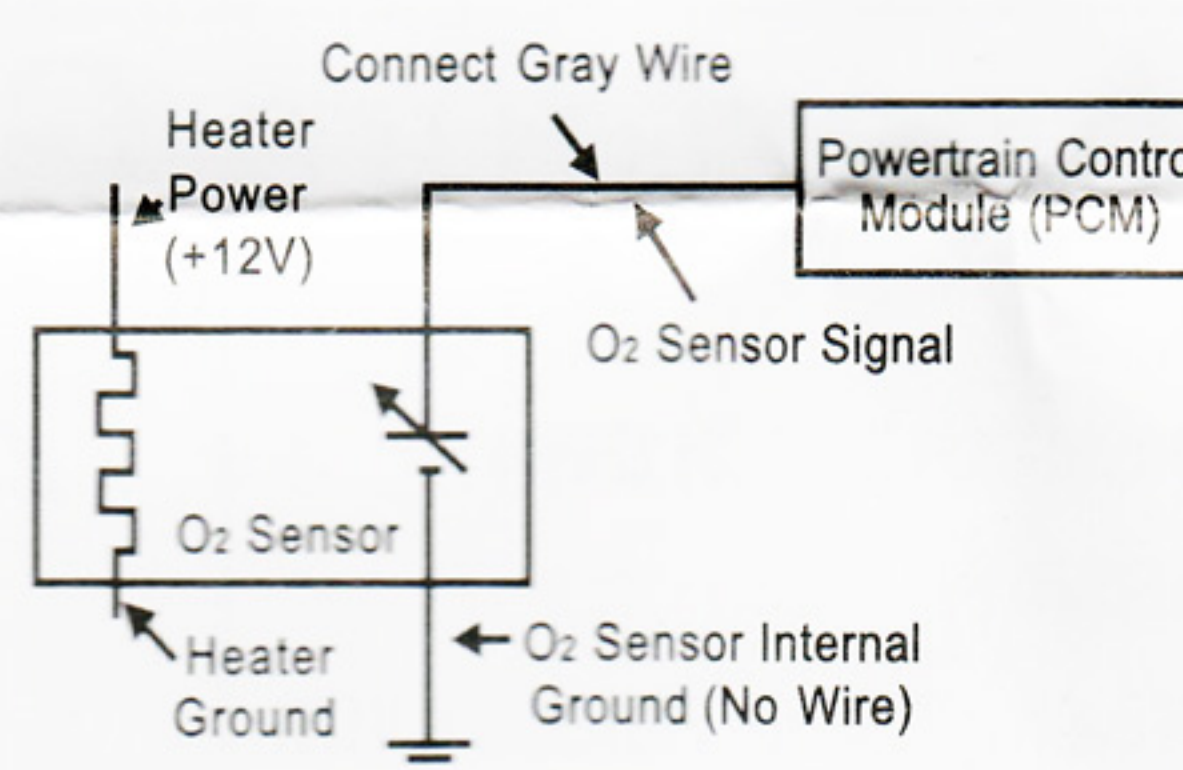 Connect Gray Wire
Heater
Power
(+12V)
Powertrain Contro
Module (PCM)
O2 Sensor Signal
O2 Sensor
Heater
Ground
O2 Sensor Internal
Ground (No Wire)